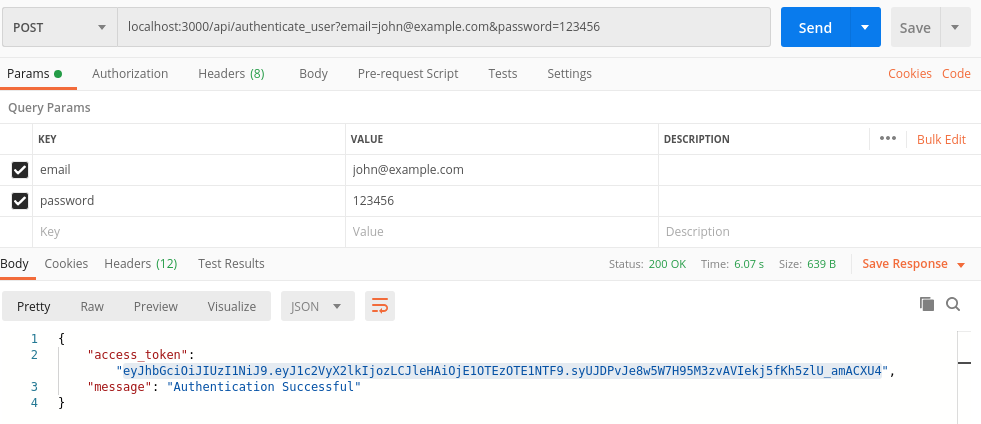 POST localhost:3000/api/authenticate_user?email=john@example.com&password=123456 Send Save
Params Authorization Headers (8) Body Pre-request Script Tests Settings Cookies Code
Query Params
KEY VALUE DESCRIPTION ••• Bulk Edit
email john@example.com
password 123456
Key Value Description
Body Cookies Headers (12) Test Results Status: 200 OK Time: 6.07 s Size: 639 B Save Response
Pretty Raw Preview Visualize JSON
1 {
2 "access_token":
"eyJhbGciOiJIUzI1NiJ9.eyJ1c2VyX2lkIjozLCJleHAiOjE1OTEzOTE1NTF9.syUJDPvJe8w5W7H95M3zvAVIekj5fKh5zlU_amACXU4",
3 "message": "Authentication Successful"
4 }